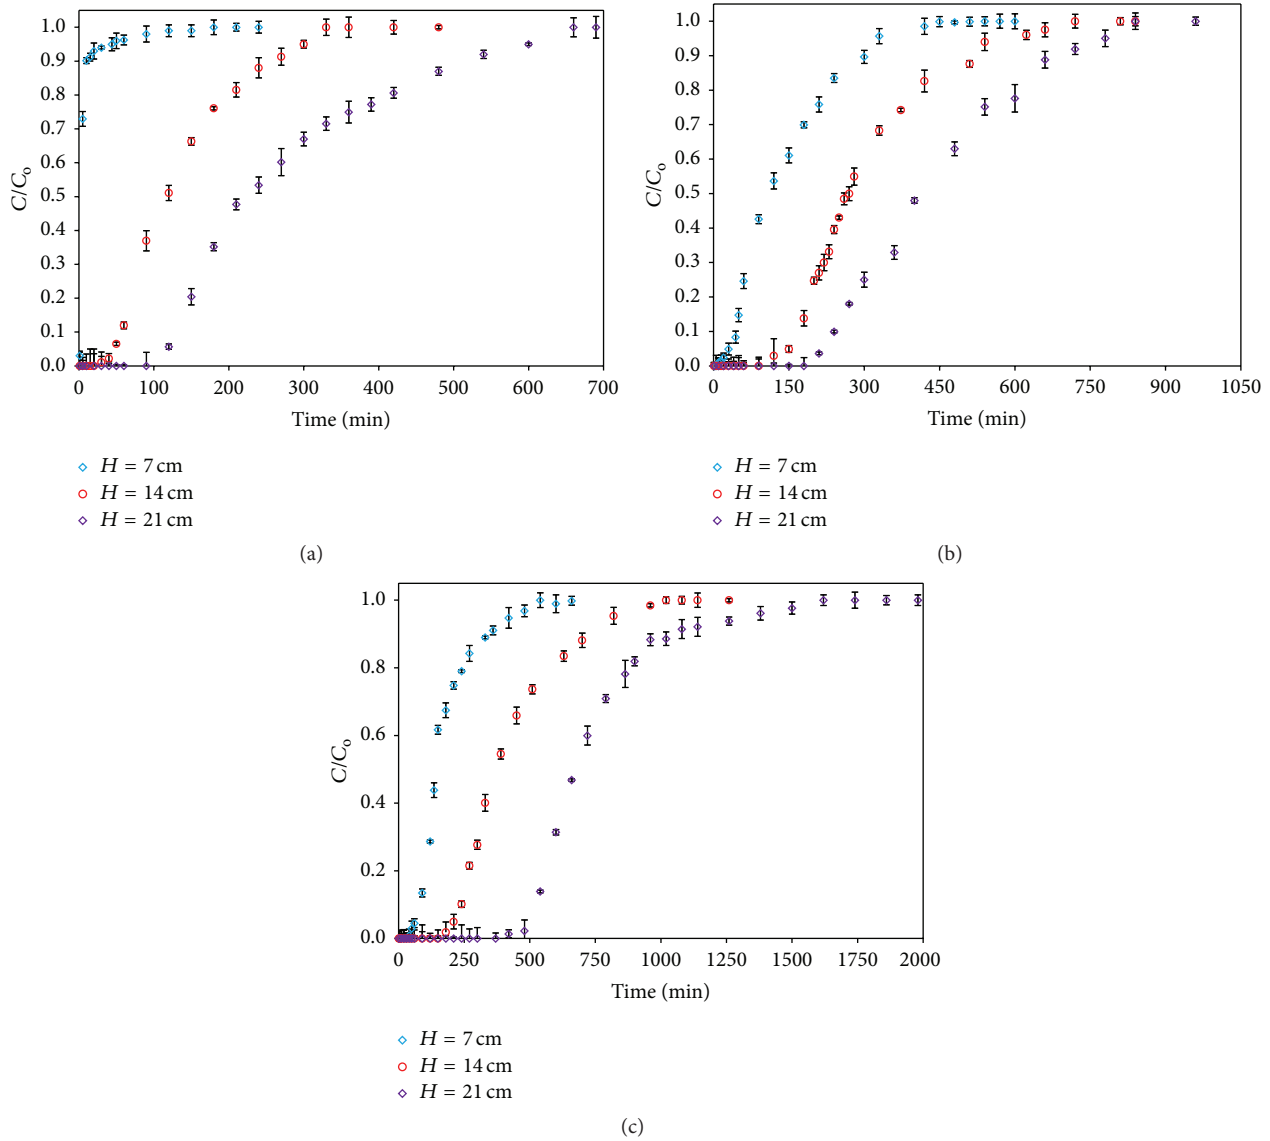 1.0
0.9
0.8
0.7
0.6
0.5
0.4
0.3
0.2
0.1
0.0
C/Co
0 100 200 300 400 500 600 700
Time (min)
H = 7 cm
H = 14 cm
H = 21 cm
(a)
1.0
0.9
0.8
0.7
0.6
0.5
0.4
0.3
0.2
0.1
0.0
C/Co
0 150 300 450 600 750 900 1050
Time (min)
H = 7 cm
H = 14 cm
H = 21 cm
(b)
1.0
0.8
0.6
0.4
0.2
0.0
C/Co
0 250 500 750 1000 1250 1500 1750 2000
Time (min)
H = 7 cm
H = 14 cm
H = 21 cm
(c)